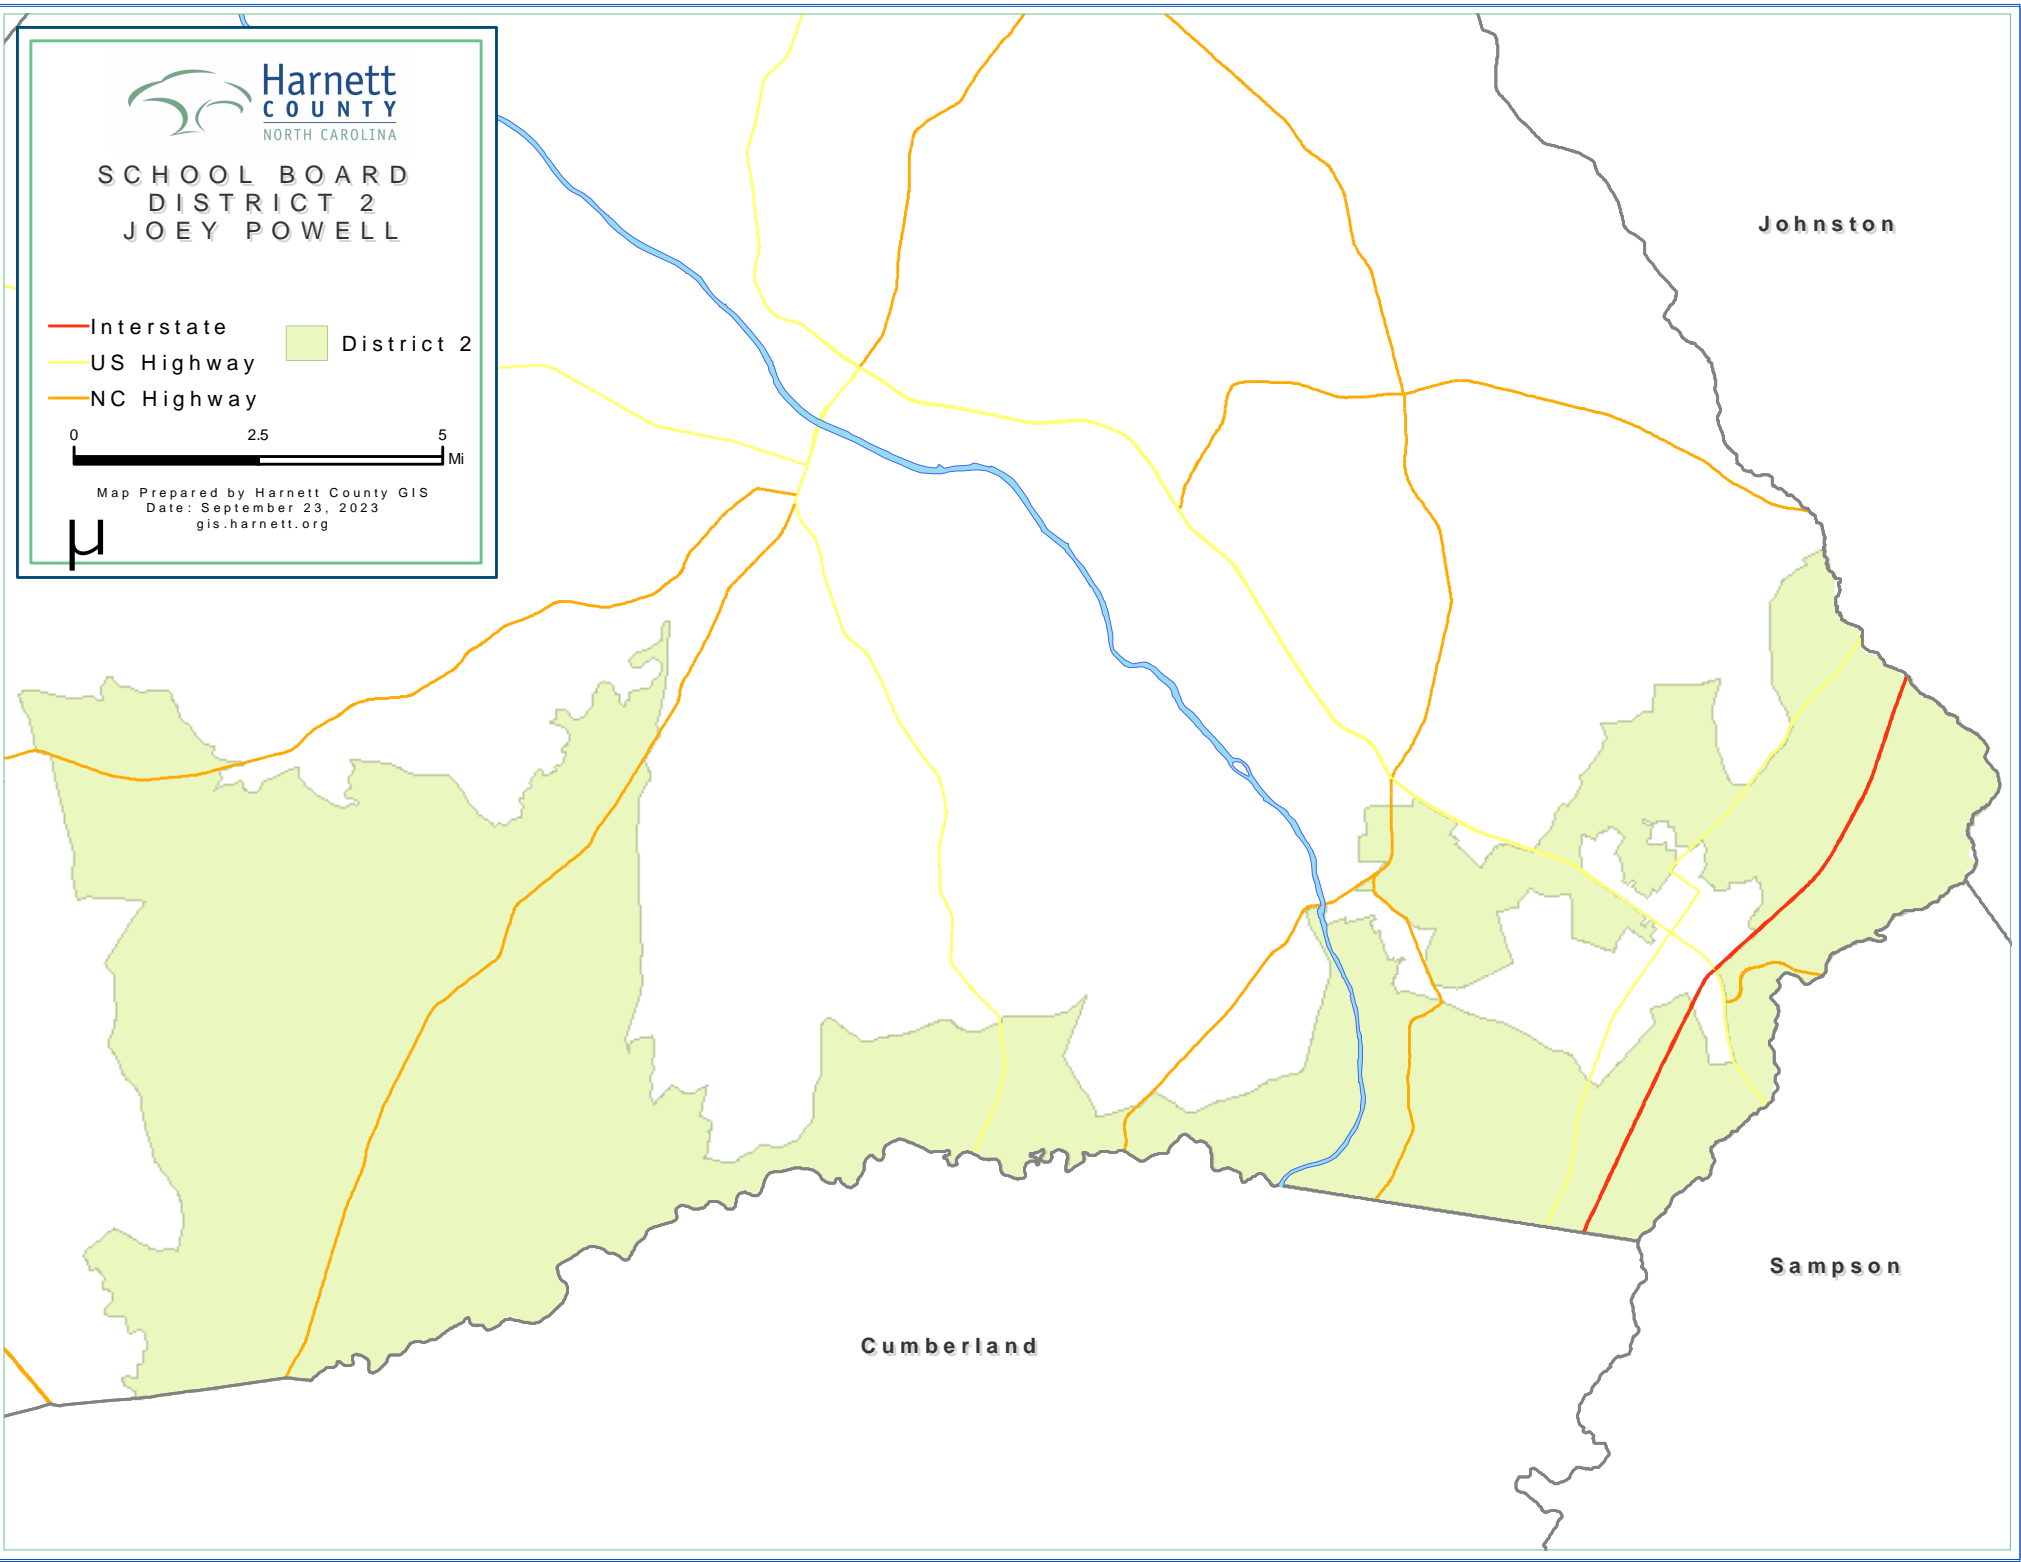 Harnett
COUNTY
NORTH CAROLINA
SCHOOL BOARD
DISTRICT 2
JOEY POWELL
Interstate
US Highway
NC Highway
District 2
0 2.5 5
Mi
Map Prepared by Harnett County GIS
Date: September 23, 2023
gis.harnett.org
µ
Johnston
Sampson
Cumberland